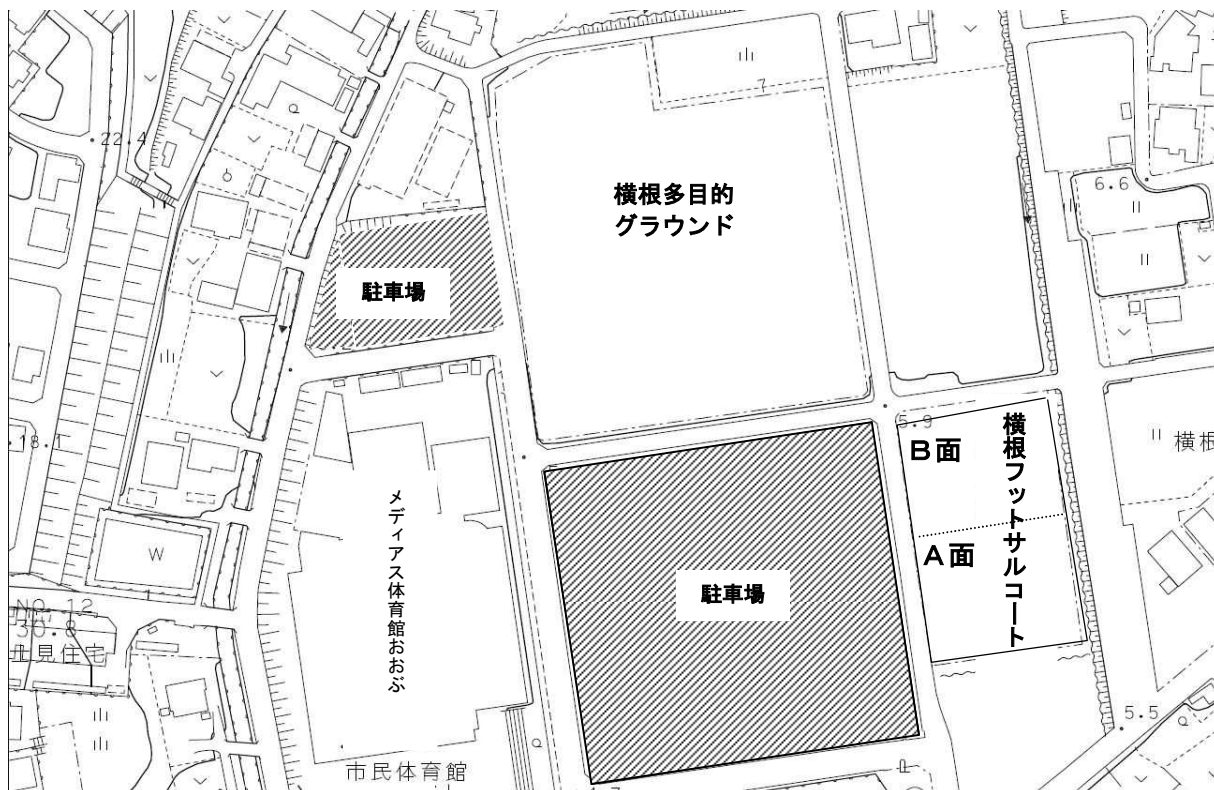 22.4
7
横根多目的
グラウンド
6.6
駐車場
18.1
5.9
B面
横根フットサルコート
A面
横根
メディアス体育館おおぶ
W
駐車場
NO.12
30.8
住宅
5.5
市民体育館